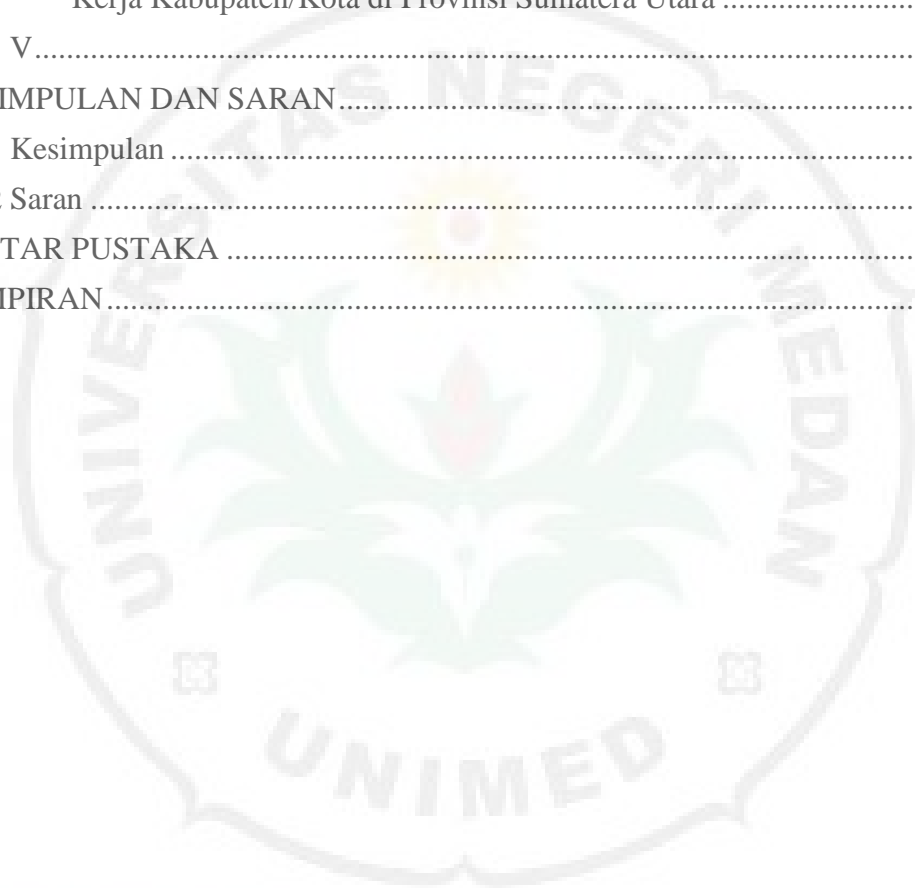 Kerja Kabupaten/Kota di Provinsi Sumatera Utara ........................
V.....................................................................................................................
IMPULAN DAN SARAN..............................................................................
Kesimpulan ...................................................................................................
Saran ..............................................................................................................
TAR PUSTAKA .............................................................................................
IPIRAN............................................................................................................
UNIVERSITAS NEGERI MEDAN
UNIMED